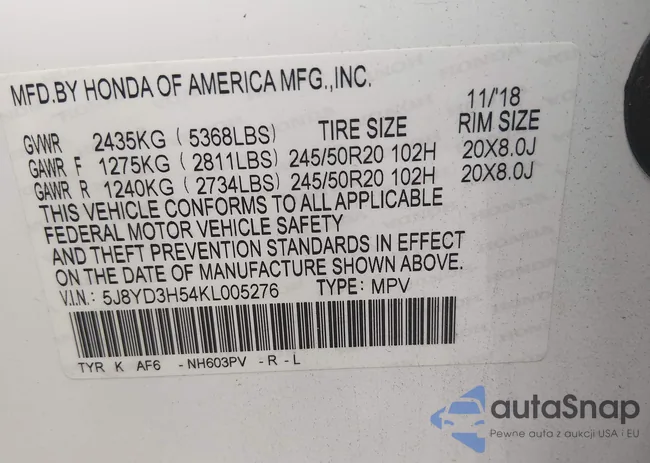 MFD.BY HONDA OF AMERICA MFG.,INC.
11/'18
GVWR 2435KG ( 5368LBS) TIRE SIZE RIM SIZE
GAWR F 1275KG ( 2811LBS) 245/50R20 102H 20X8.0J
GAWR R 1240KG ( 2734LBS) 245/50R20 102H 20X8.0J
THIS VEHICLE CONFORMS TO ALL APPLICABLE
FEDERAL MOTOR VEHICLE SAFETY
AND THEFT PREVENTION STANDARDS IN EFFECT
ON THE DATE OF MANUFACTURE SHOWN ABOVE.
V.I.N.: 5J8YD3H54KL005276 TYPE: MPV
TYR K AF6 - NH603PV - R - L
autaSnap
Pewne auta z aukcji USA i EU